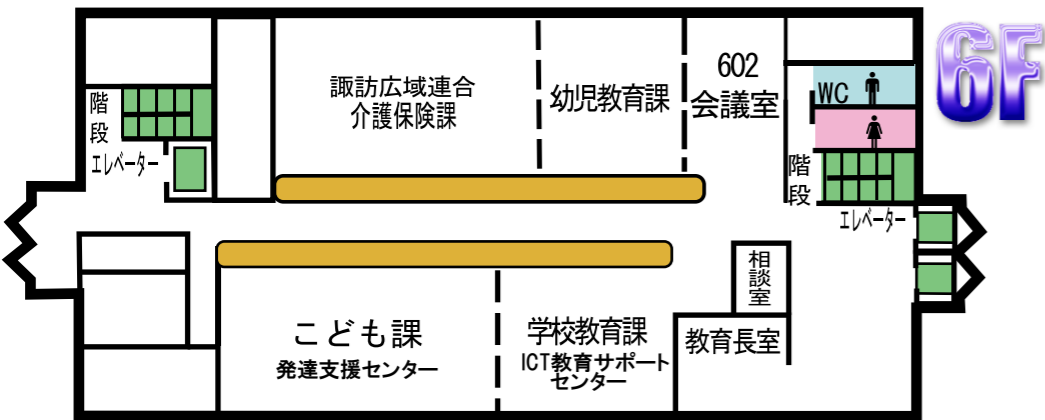 6F
諏訪広域連合
介護保険課
幼児教育課
602
会議室
WC
階段
エレベーター
階段
エレベーター
相談室
こども課
発達支援センター
学校教育課
ICT教育サポート
センター
教育長室